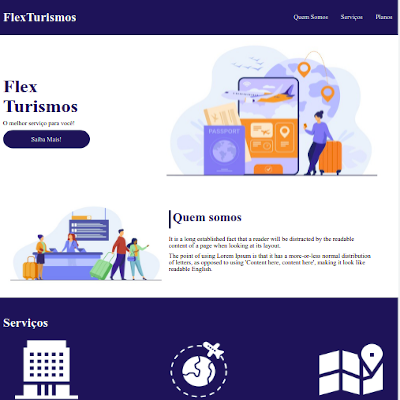 FlexTurismos
Quem Somos Serviços Planos
Flex
Turismos
O melhor serviço para você!
Saiba Mais!
PASSPORT
Quem somos
It is a long established fact that a reader will be distracted by the readable
content of a page when looking at its layout.
The point of using Lorem Ipsum is that it has a more-or-less normal distribution
of letters, as opposed to using 'Content here, content here', making it look like
readable English.
Serviços